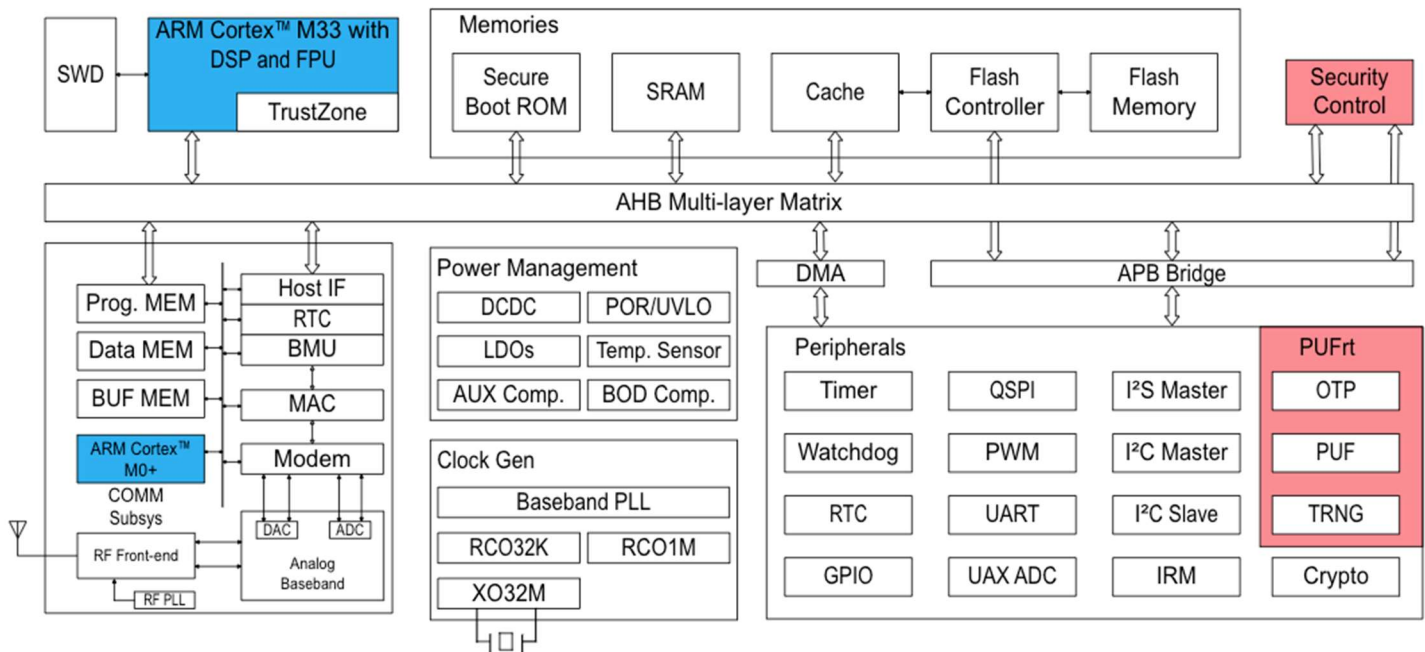 SWD
ARM Cortex™ M33 with
DSP and FPU
TrustZone
Memories
Secure
Boot ROM
SRAM
Cache
Flash
Controller
Flash
Memory
Security
Control
AHB Multi-layer Matrix
Prog. MEM
Data MEM
BUF MEM
ARM Cortex™
M0+
COMM
Subsys
Host IF
RTC
BMU
MAC
Modem
DAC
ADC
Analog
Baseband
RF Front-end
RF PLL
Power Management
DCDC
POR/UVLO
LDOs
Temp. Sensor
AUX Comp.
BOD Comp.
Clock Gen
Baseband PLL
RCO32K
RCO1M
XO32M
DMA
APB Bridge
Peripherals
Timer
QSPI
I²S Master
Watchdog
PWM
I²C Master
RTC
UART
I²C Slave
GPIO
UAX ADC
IRM
PUFrt
OTP
PUF
TRNG
Crypto